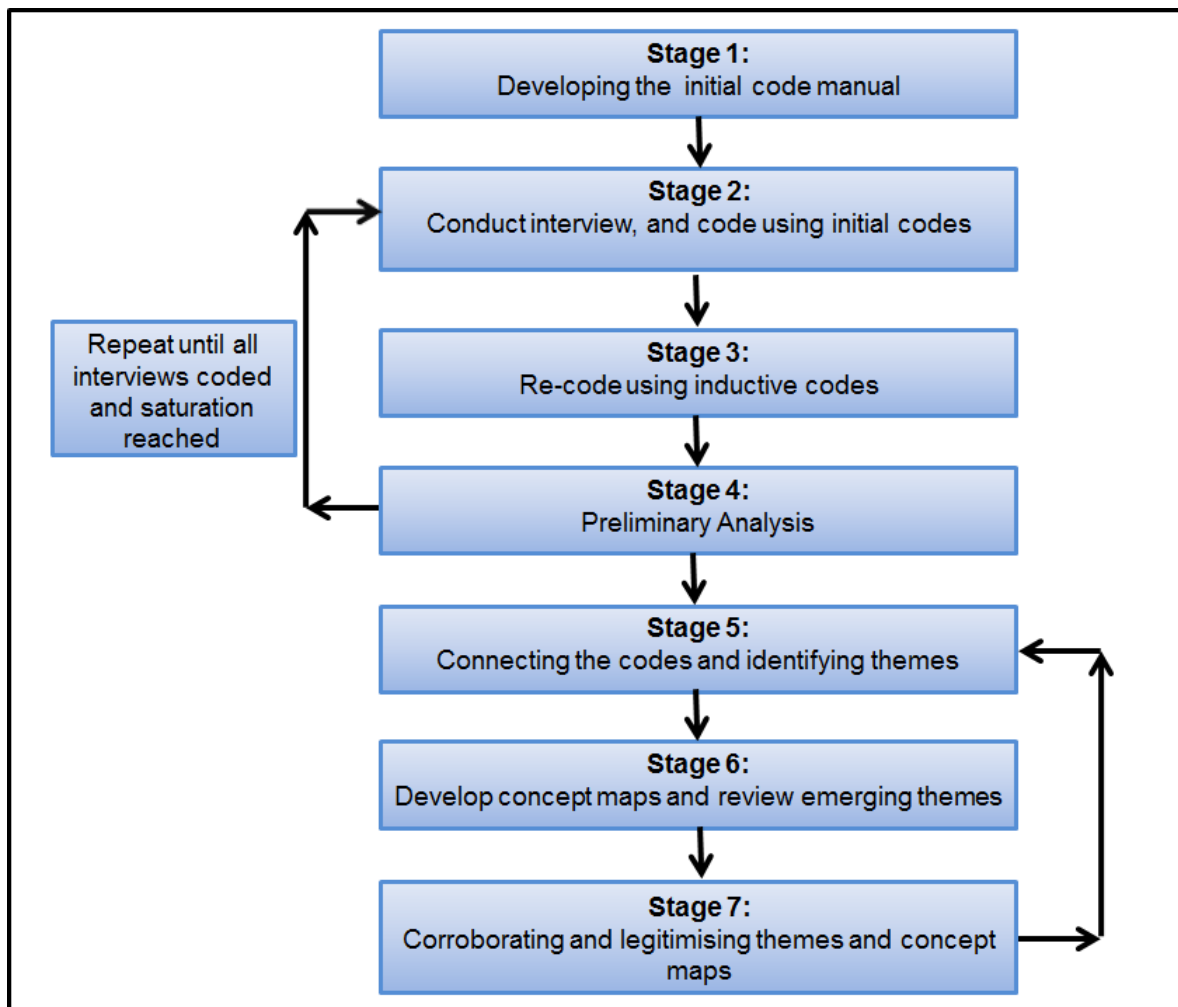 Stage 1:
Developing the initial code manual
Stage 2:
Conduct interview, and code using initial codes
Repeat until all
interviews coded
and saturation
reached
Stage 3:
Re-code using inductive codes
Stage 4:
Preliminary Analysis
Stage 5:
Connecting the codes and identifying themes
Stage 6:
Develop concept maps and review emerging themes
Stage 7:
Corroborating and legitimising themes and concept
maps